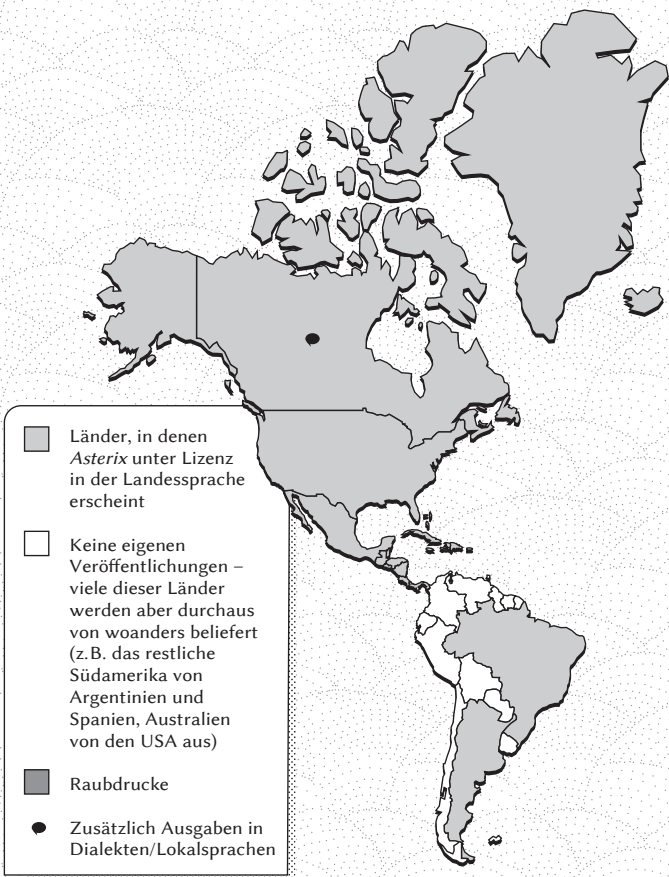 Länder, in denen
Asterix unter Lizenz
in der Landessprache
erscheint
Keine eigenen
Veröffentlichungen –
viele dieser Länder
werden aber durchaus
von woanders beliefert
(z. B. das restliche
Südamerika von
Argentinien und
Spanien, Australien
von den USA aus)
Raubdrucke
Zusätzlich Ausgaben in
Dialekten/Lokalsprachen